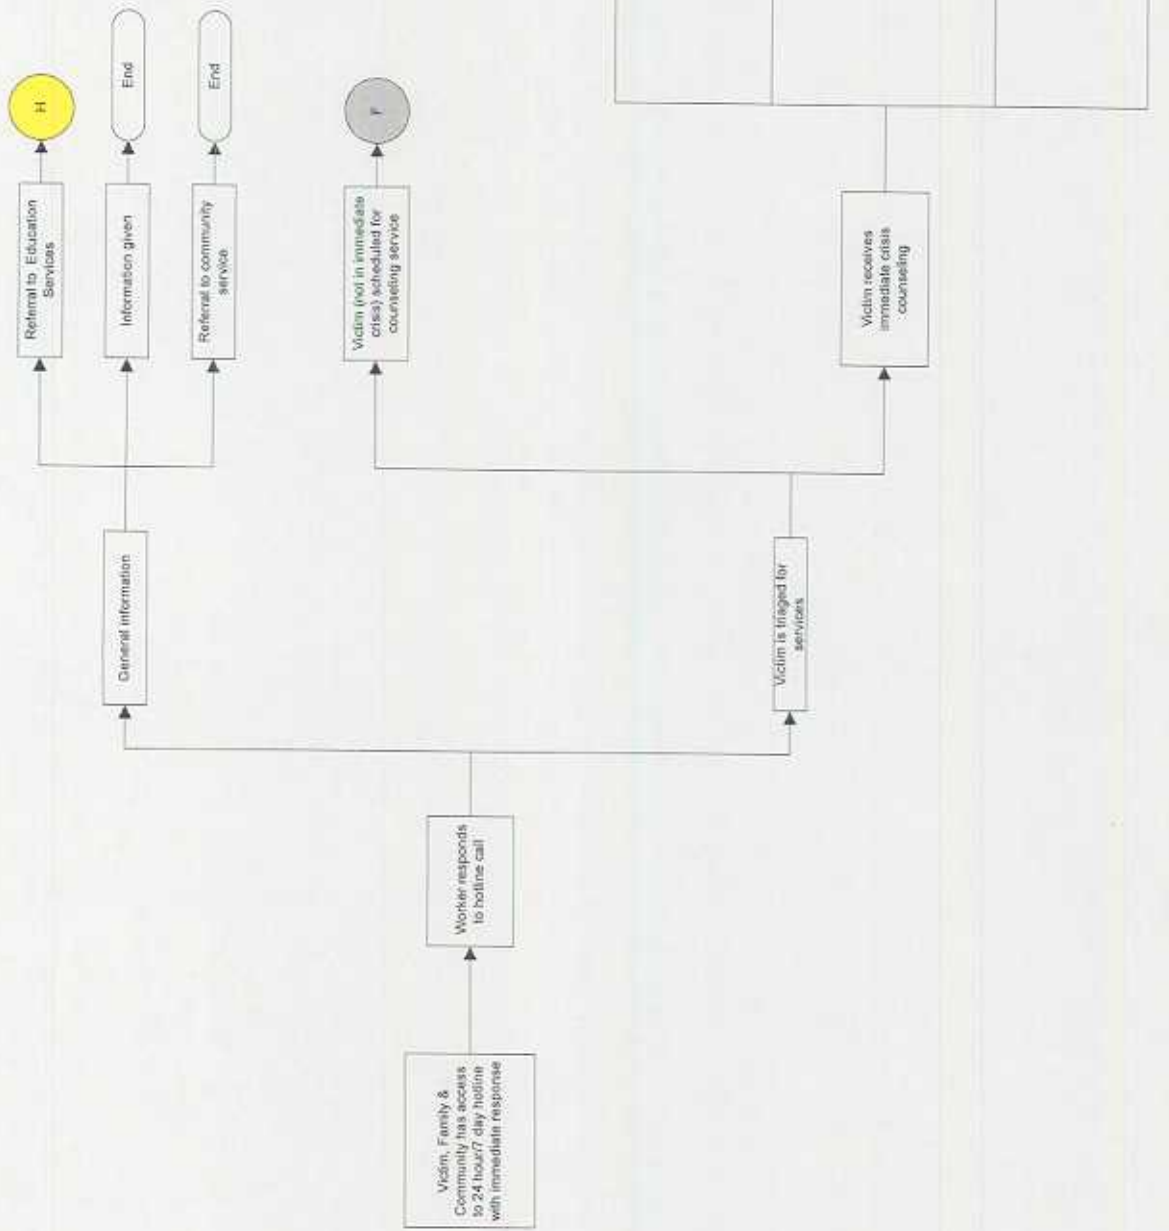 Victim, Family &
Community has access
to 24 hour/7 day hotline
with immediate response
Worker responds
to hotline call
General information
Victim is triaged for
services
Referral to Education
Services
Information given
Referral to community
service
Victim (not in immediate
crisis) scheduled for
counseling service
Victim receives
immediate crisis
counseling
H
End
End
F